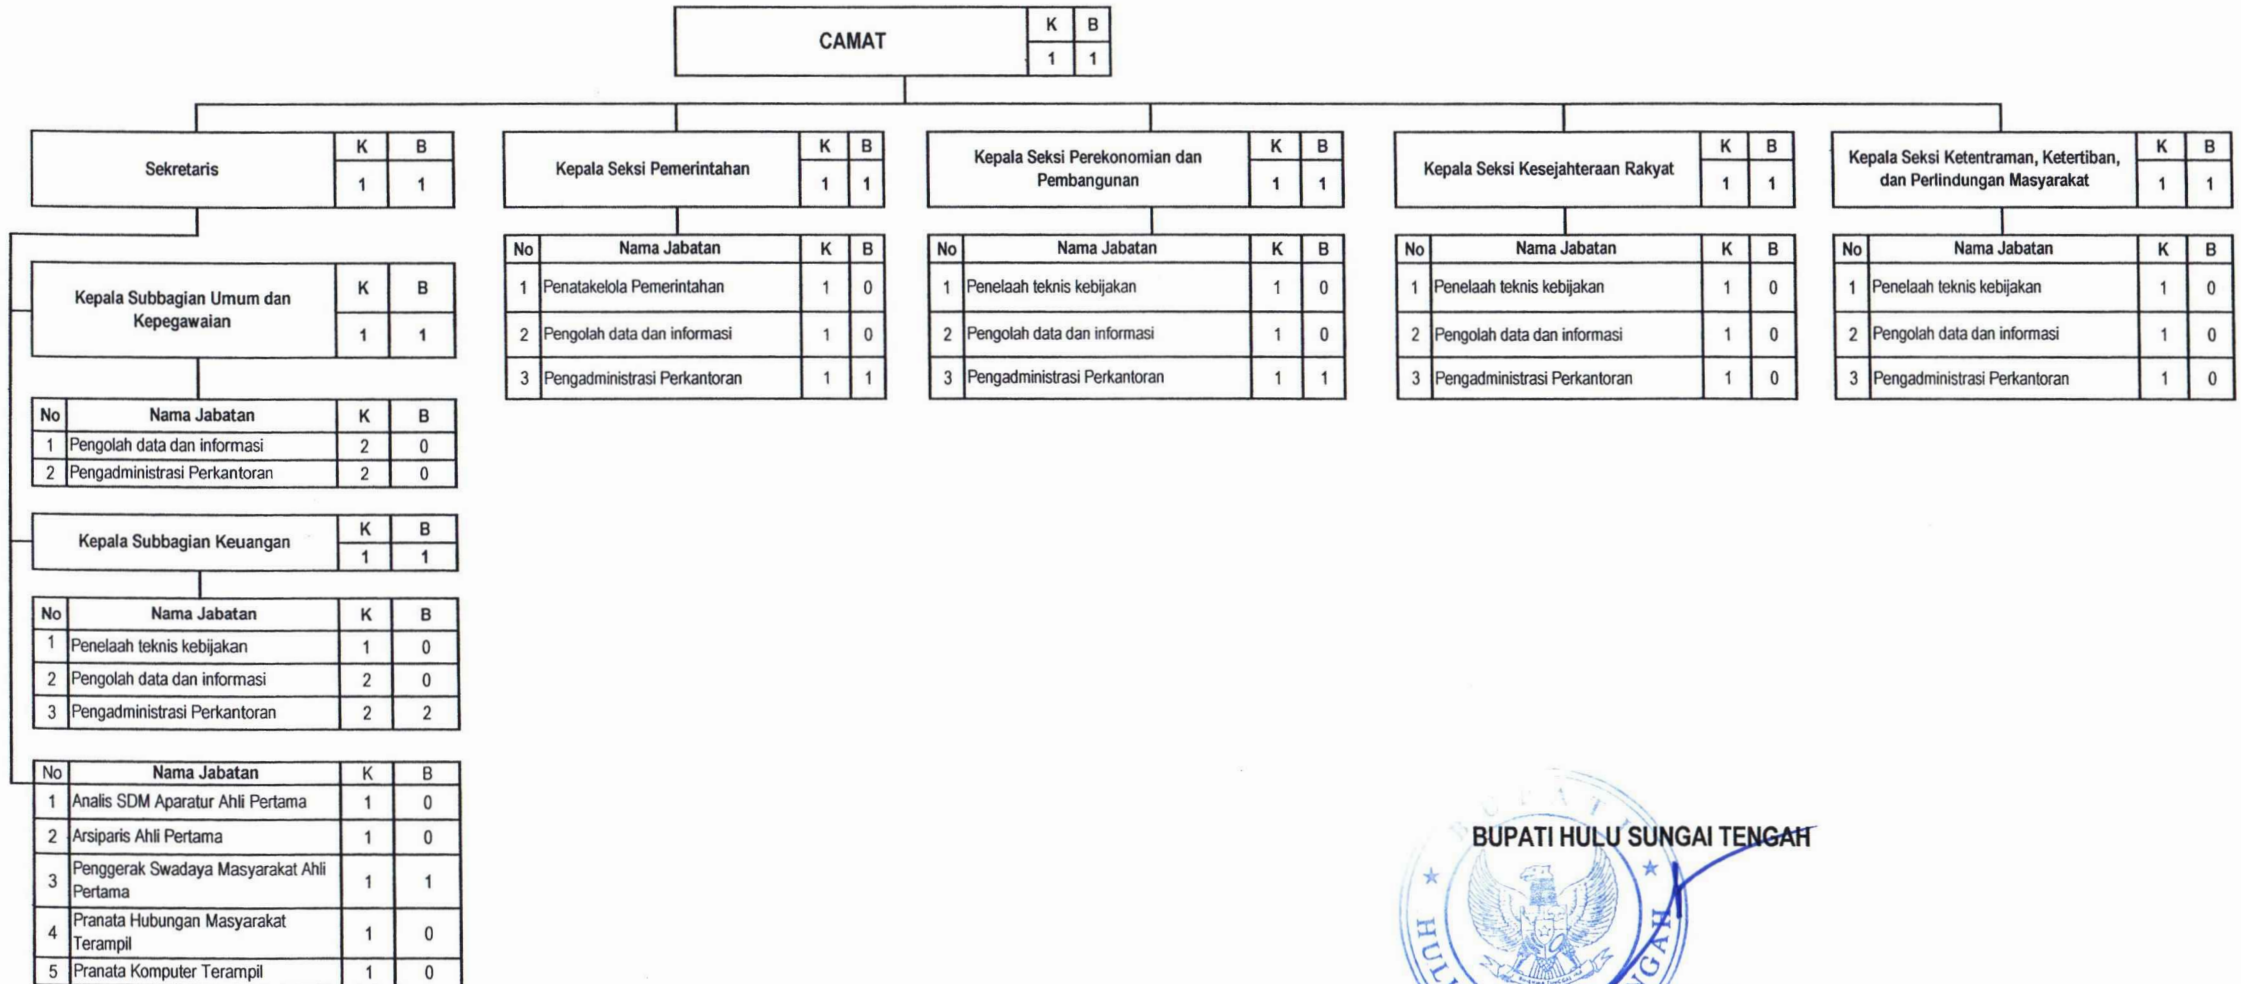 CAMAT K B
1 1
Sekretaris K B
1 1
Kepala Seksi Pemerintahan K B
1 1
Kepala Seksi Perekonomian dan
Pembangunan K B
1 1
Kepala Seksi Kesejahteraan Rakyat K B
1 1
Kepala Seksi Ketentraman, Ketertiban,
dan Perlindungan Masyarakat K B
1 1
Kepala Subbagian Umum dan
Kepegawaian K B
1 1
No Nama Jabatan K B
1 Pengolah data dan informasi 2 0
2 Pengadministrasi Perkantoran 2 0
Kepala Subbagian Keuangan K B
1 1
No Nama Jabatan K B
1 Penelaah teknis kebijakan 1 0
2 Pengolah data dan informasi 2 0
3 Pengadministrasi Perkantoran 2 2
No Nama Jabatan K B
1 Analis SDM Aparatur Ahli Pertama 1 0
2 Arsiparis Ahli Pertama 1 0
3 Penggerak Swadaya Masyarakat Ahli
Pertama 1 1
4 Pranata Hubungan Masyarakat
Terampil 1 0
5 Pranata Komputer Terampil 1 0
No Nama Jabatan K B
1 Penatakelola Pemerintahan 1 0
2 Pengolah data dan informasi 1 0
3 Pengadministrasi Perkantoran 1 1
No Nama Jabatan K B
1 Penelaah teknis kebijakan 1 0
2 Pengolah data dan informasi 1 0
3 Pengadministrasi Perkantoran 1 1
No Nama Jabatan K B
1 Penelaah teknis kebijakan 1 0
2 Pengolah data dan informasi 1 0
3 Pengadministrasi Perkantoran 1 0
No Nama Jabatan K B
1 Penelaah teknis kebijakan 1 0
2 Pengolah data dan informasi 1 0
3 Pengadministrasi Perkantoran 1 0
BUPATI HULU SUNGAI TENGAH
BUPATI